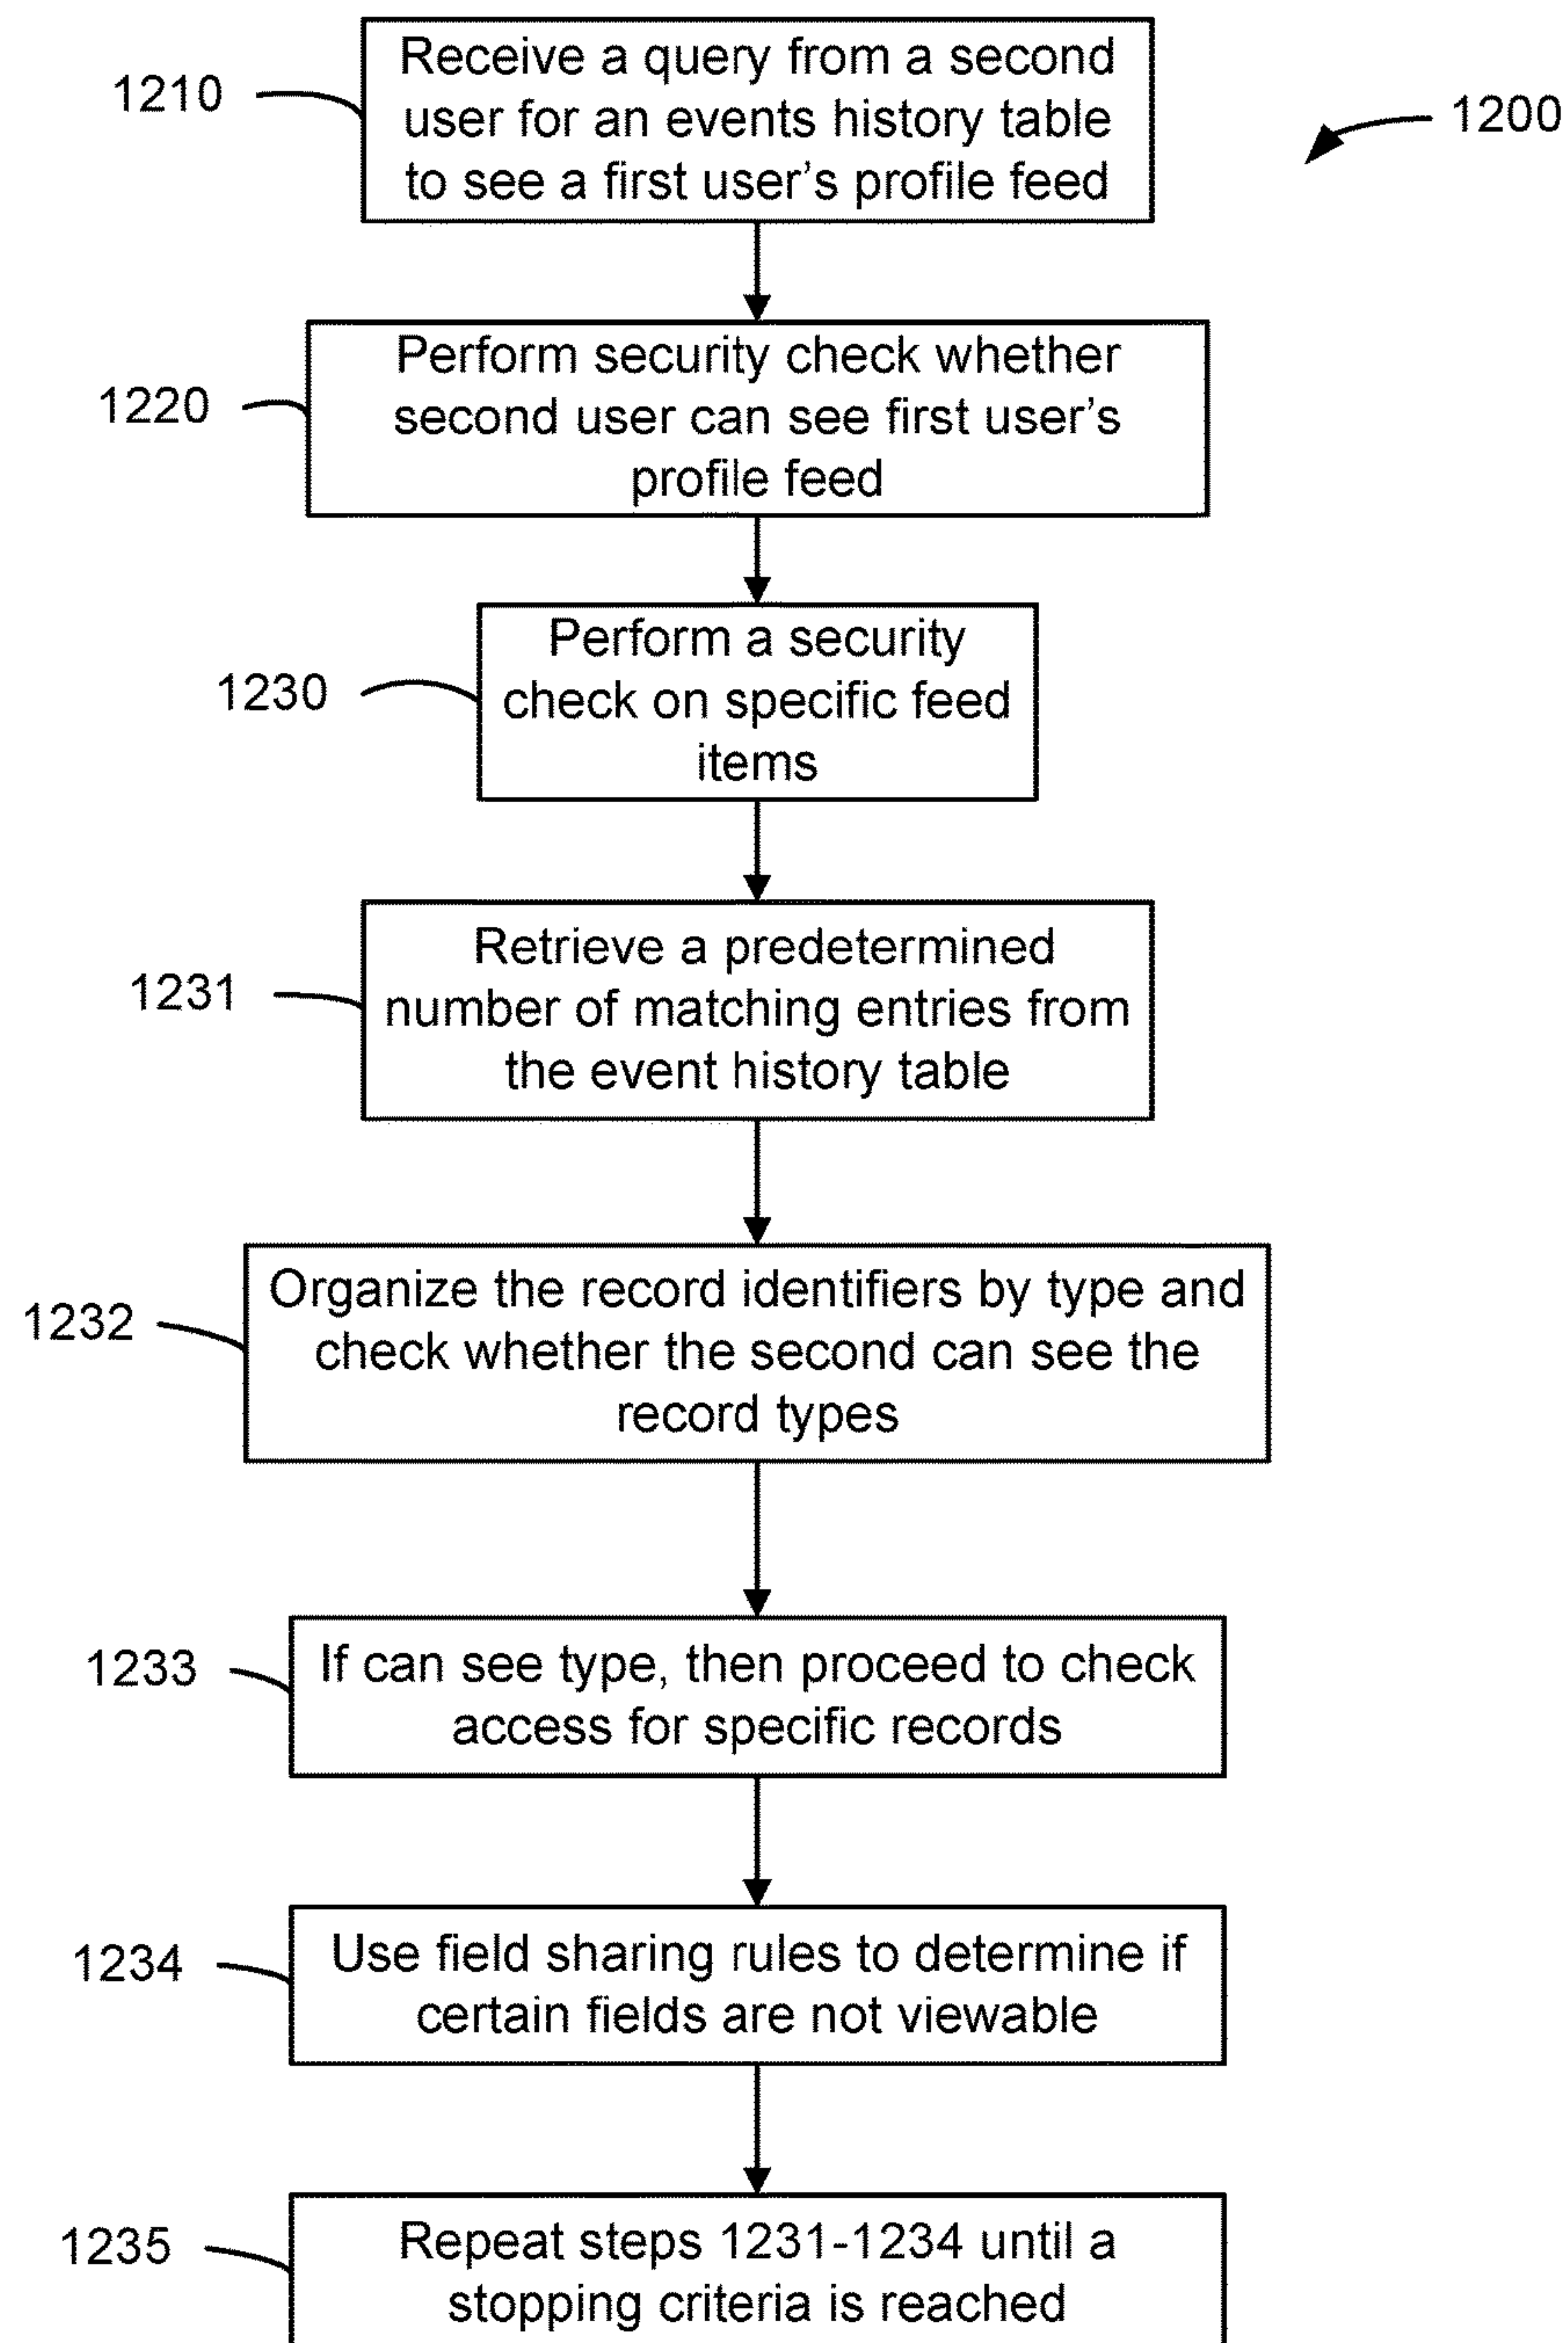 1210
Receive a query from a second
user for an events history table
to see a first user's profile feed
1200
1220
Perform security check whether
second user can see first user's
profile feed
1230
Perform a security
check on specific feed
items
1231
Retrieve a predetermined
number of matching entries from
the event history table
1232
Organize the record identifiers by type and
check whether the second can see the
record types
1233
If can see type, then proceed to check
access for specific records
1234
Use field sharing rules to determine if
certain fields are not viewable
1235
Repeat steps 1231-1234 until a
stopping criteria is reached